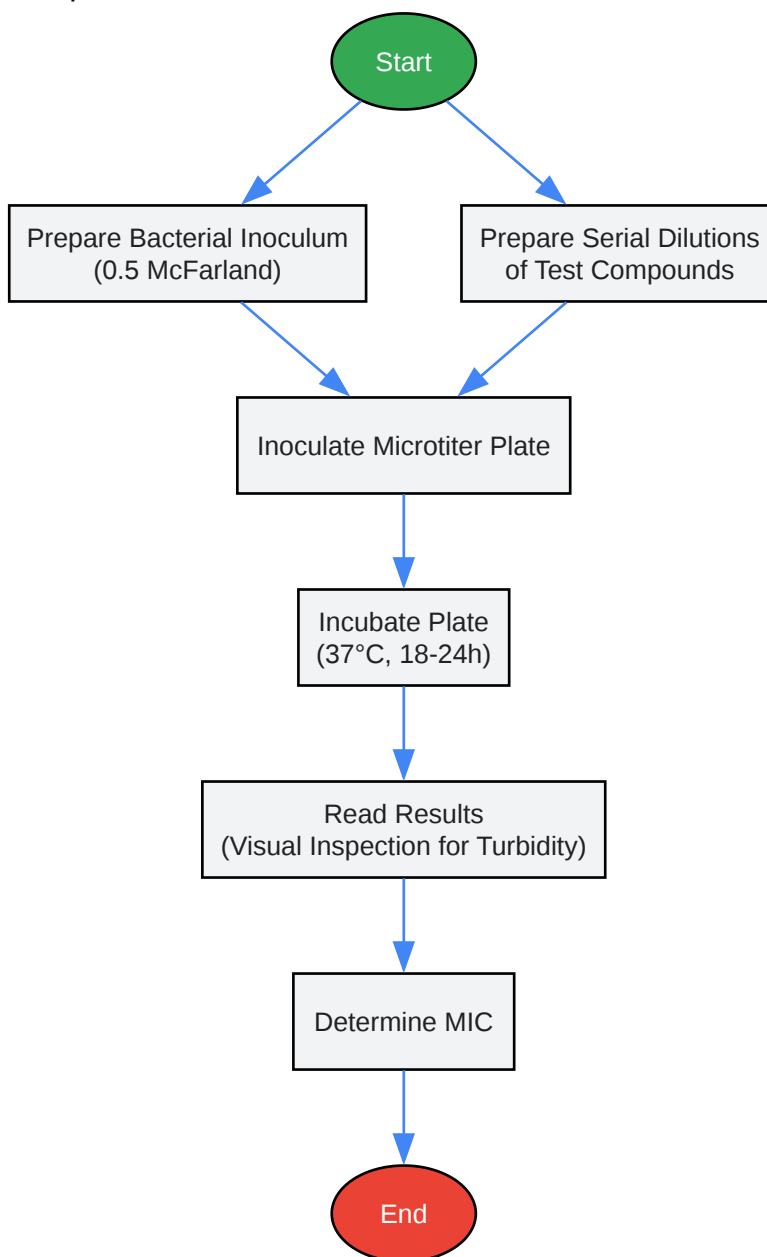 Start
Prepare Bacterial Inoculum
(0.5 McFarland)
Prepare Serial Dilutions
of Test Compounds
Inoculate Microtiter Plate
Incubate Plate
(37°C, 18-24h)
Read Results
(Visual Inspection for Turbidity)
Determine MIC
End